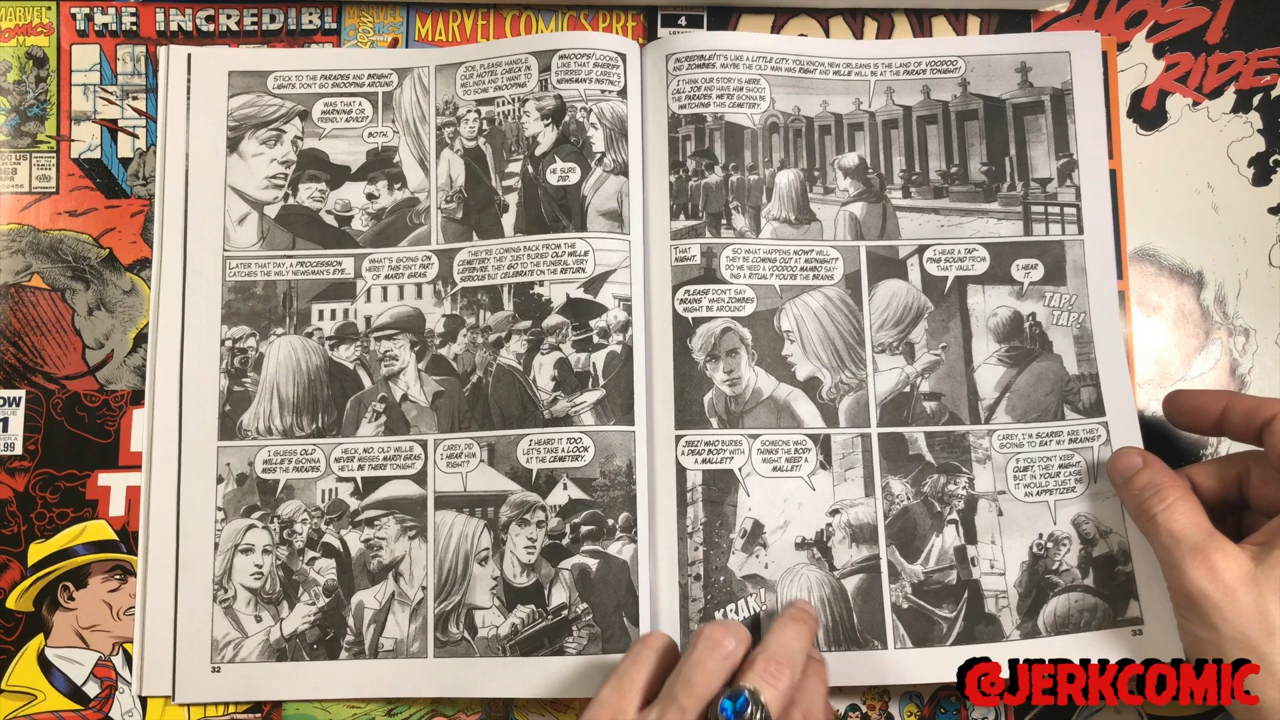 MARVEL COMICS
THE INCREDIBL
MARVEL COMICS PRES
4
LGY
CONAN
GHOST
RIDE
STICK TO THE PARADES AND BRIGHT
LIGHTS. DON'T GO SNOOPING AROUND.
WAS THAT A
WARNING OR
FRIENDLY ADVICE?
BOTH.
JOE, PLEASE HANDLE
OUR HOTEL CHECK IN.
MELINDA AND I WANT TO
DO SOME "SNOOPING."
WHOOPS! LOOKS
LIKE THAT SHERIFF
STIRRED UP CAREY'S
NEWSMAN'S INSTINCT.
HE SURE
DID.
LATER THAT DAY, A PROCESSION
CATCHES THE WILY NEWSMAN'S EYE...
WHAT'S GOING ON
HERE? THIS ISN'T PART
OF MARDI GRAS.
THEY'RE COMING BACK FROM THE
CEMETERY. THEY JUST BURIED OLD WILLIE
LEFEBVRE. THEY GO TO THE FUNERAL VERY
SERIOUS BUT CELEBRATE ON THE RETURN.
I GUESS OLD
WILLIE'S GONNA
MISS THE PARADES.
HECK, NO. OLD WILLIE
NEVER MISSES MARDI GRAS.
HE'LL BE THERE TONIGHT.
CAREY, DID
I HEAR HIM
RIGHT?
I HEARD IT TOO.
LET'S TAKE A LOOK
AT THE CEMETERY.
32
INCREDIBLE! IT'S LIKE A LITTLE CITY. YOU KNOW, NEW ORLEANS IS THE LAND OF VOODOO
AND ZOMBIES. MAYBE THE OLD MAN WAS RIGHT AND WILLIE WILL BE AT THE PARADE TONIGHT!
I THINK OUR STORY IS HERE.
CALL JOE AND HAVE HIM SHOOT
THE PARADES. WE'RE GONNA BE
WATCHING THIS CEMETERY.
THAT
NIGHT.
SO WHAT HAPPENS NOW? WILL
THEY BE COMING OUT AT MIDNIGHT?
DO WE NEED A VOODOO MAMBO SAY-
ING A RITUAL? YOU'RE THE BRAINS.
PLEASE DON'T SAY
"BRAINS" WHEN ZOMBIES
MIGHT BE AROUND!
I HEAR A TAP-
PING SOUND FROM
THAT VAULT.
I HEAR
IT.
TAP!
TAP!
JEEZ! WHO BURIES
A DEAD BODY WITH
A MALLET?
SOMEONE WHO
THINKS THE BODY
MIGHT NEED A
MALLET!
KRAK!
CAREY, I'M SCARED. ARE THEY
GOING TO EAT MY BRAINS?
IF YOU DON'T KEEP
QUIET, THEY MIGHT.
BUT IN YOUR CASE
IT WOULD JUST BE
AN APPETIZER.
33
@JERKCOMIC